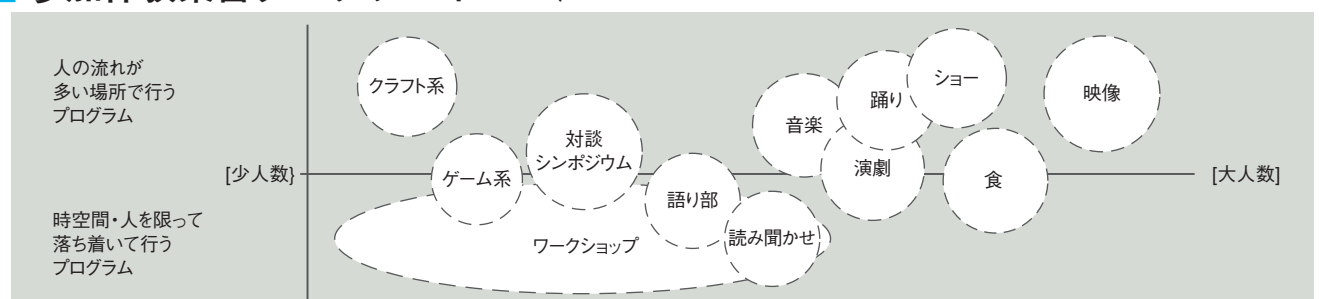 人の流れが
多い場所で行う
プログラム
クラフト系
ゲーム系
対談
シンポジウム
音楽
踊り
ショー
映像
[少人数}
語り部
演劇
食
[大人数]
時空間・人を限って
落ち着いて行う
プログラム
ワークショップ
読み聞かせ